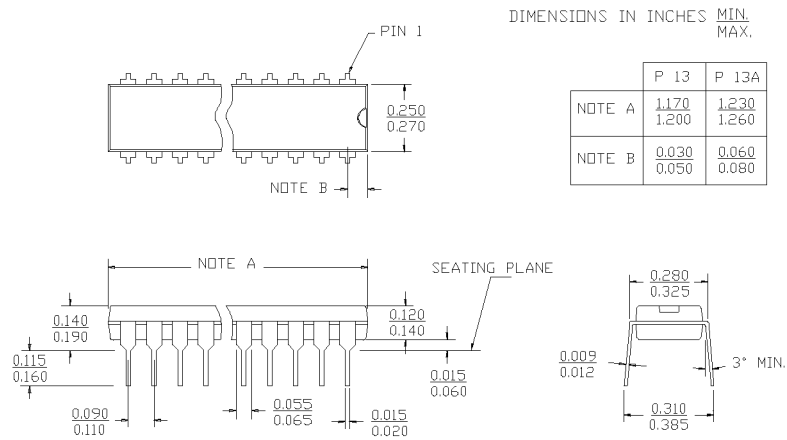 DIMENSIONS IN INCHES MIN.
MAX.
PIN 1
P 13 P 13A
NOTE A 1.170 1.230
1.200 1.260
NOTE B 0.030 0.060
0.050 0.080
0.250
0.270
NOTE B
NOTE A
SEATING PLANE
0.280
0.325
0.140
0.190
0.120
0.140
0.115
0.160
0.015
0.060
0.009
0.012
3° MIN.
0.090
0.110
0.055
0.065
0.015
0.020
0.310
0.385